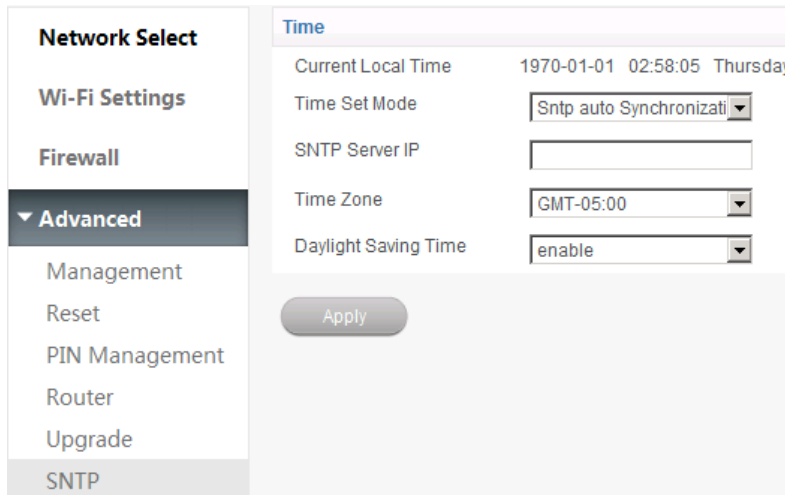 Network Select
Wi-Fi Settings
Firewall
Advanced
Management
Reset
PIN Management
Router
Upgrade
SNTP
Time
Current Local Time 1970-01-01 02:58:05 Thursday
Time Set Mode Sntp auto Synchronizati
SNTP Server IP
Time Zone GMT-05:00
Daylight Saving Time enable
Apply